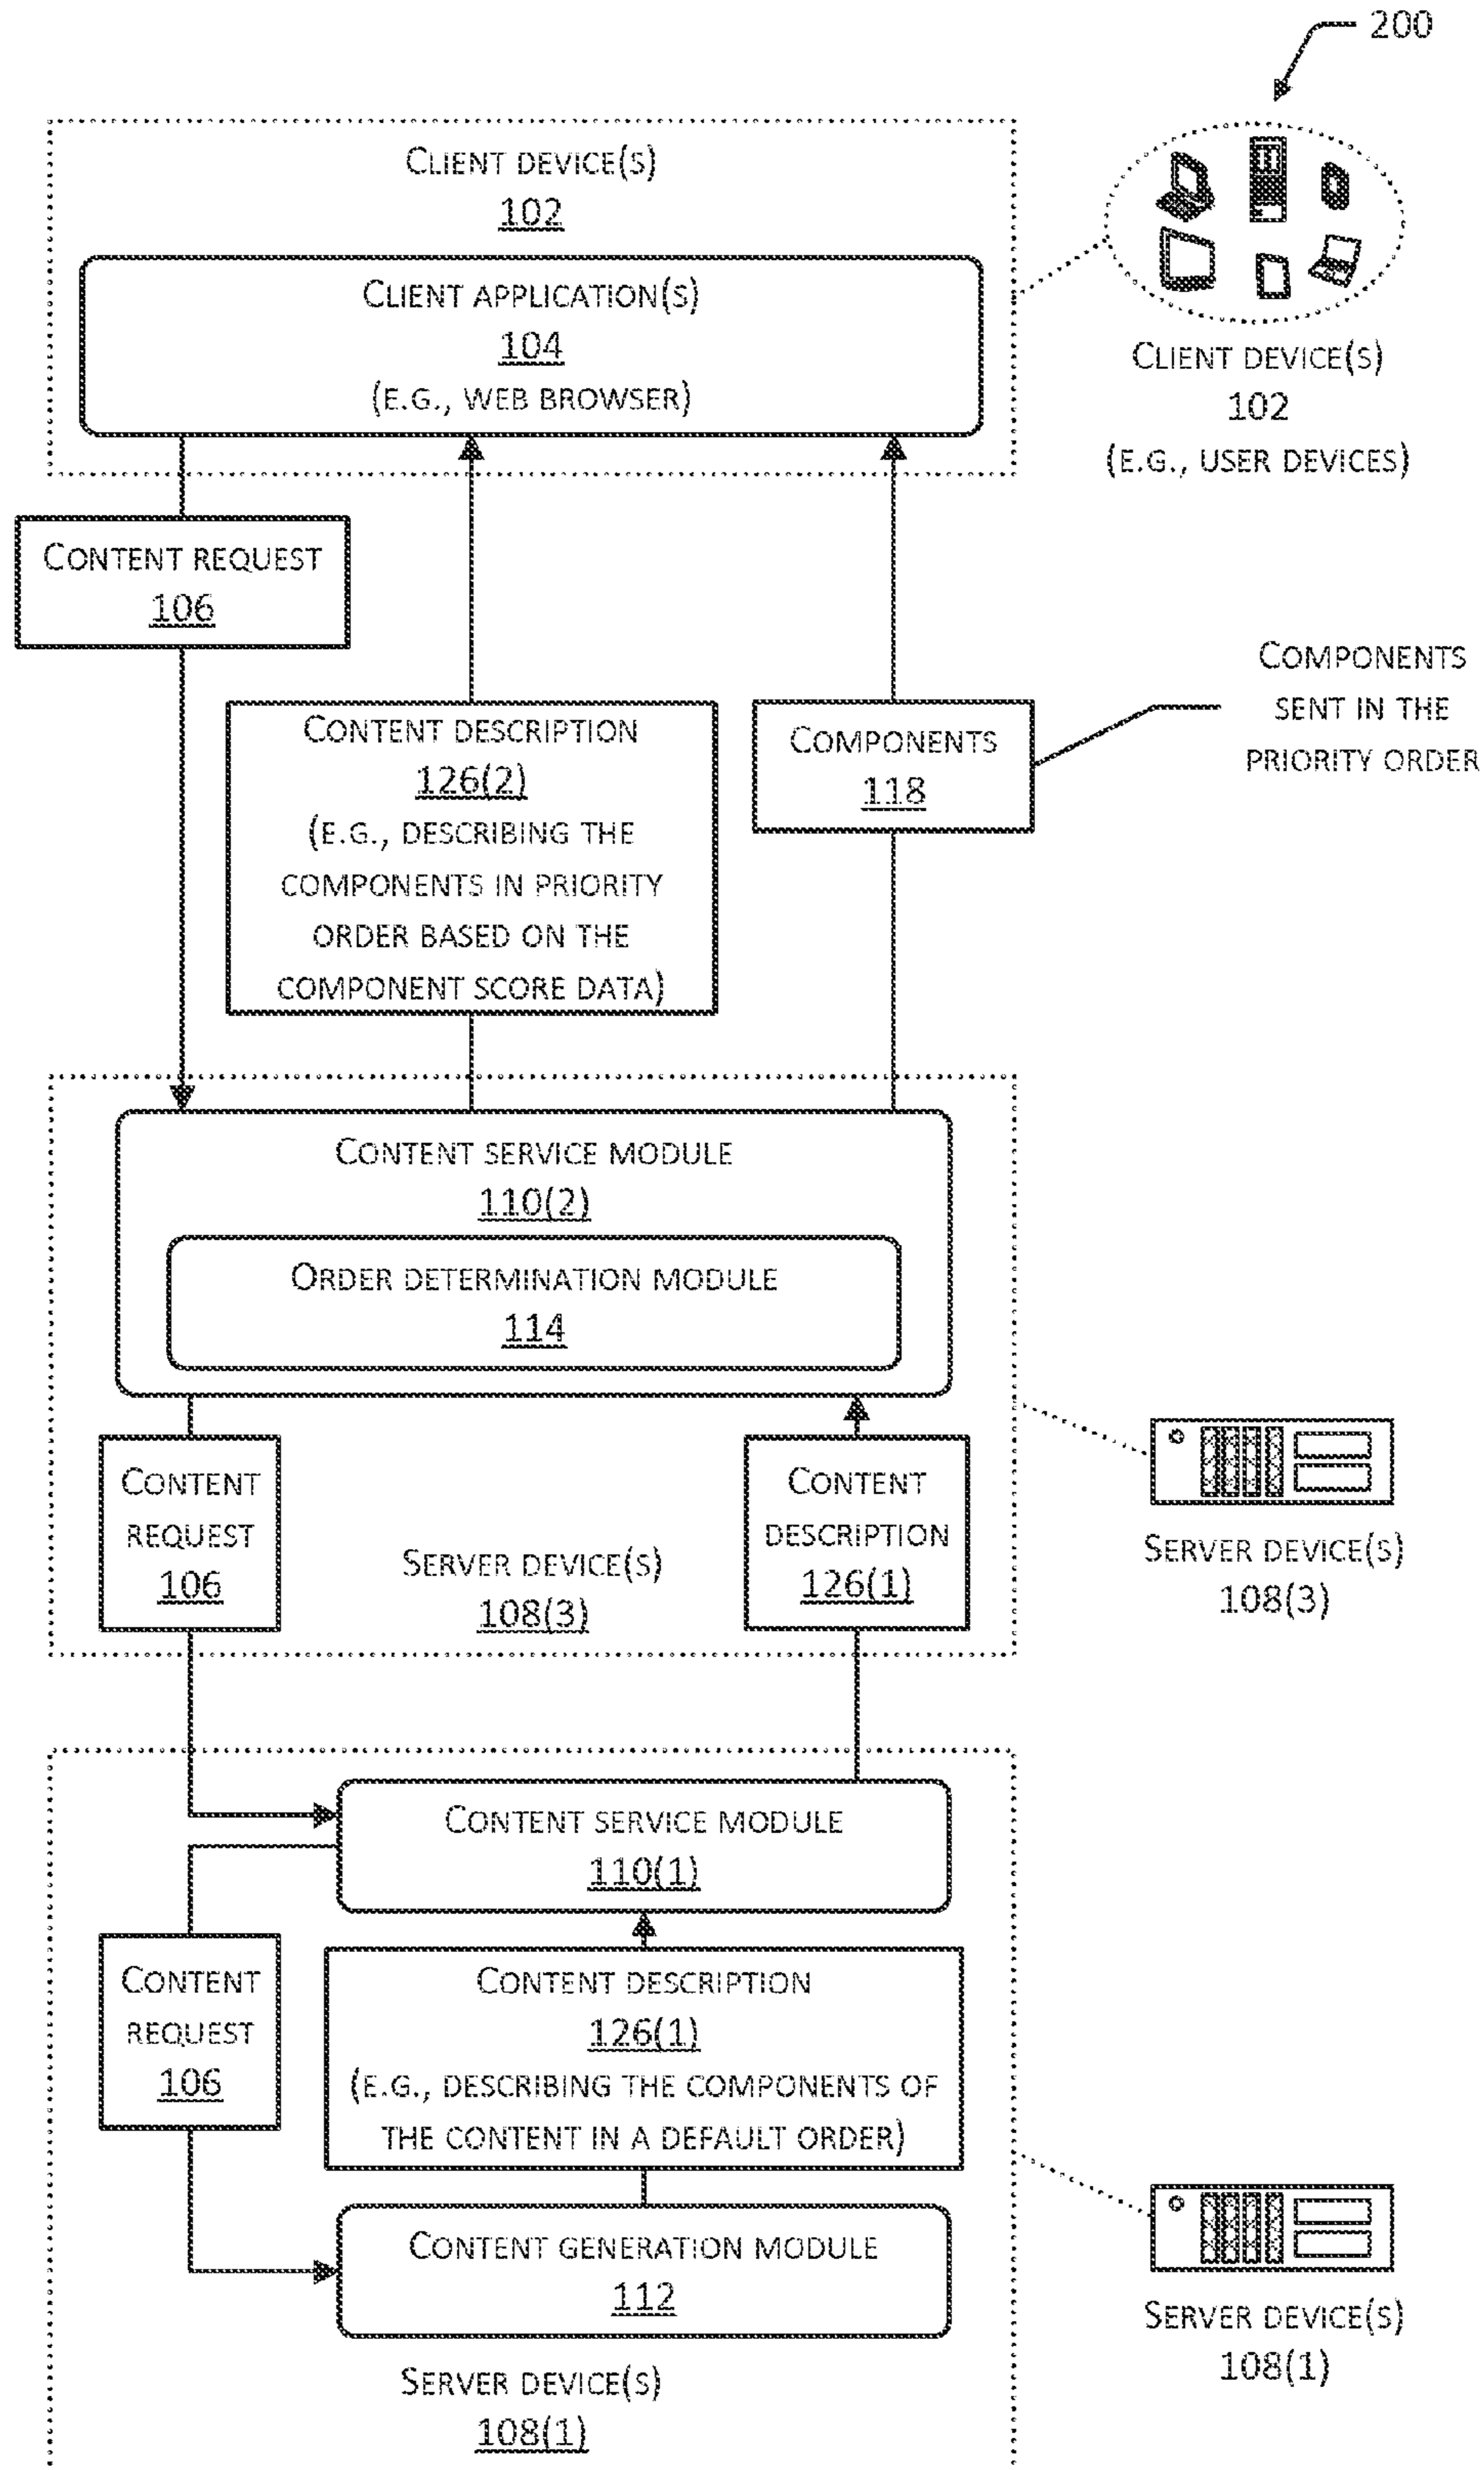 200
CLIENT DEVICE(S)
102
CLIENT APPLICATION(S)
104
(E.G., WEB BROWSER)
CLIENT DEVICE(S)
102
(E.G., USER DEVICES)
CONTENT REQUEST
106
CONTENT DESCRIPTION
126(2)
(E.G., DESCRIBING THE
COMPONENTS IN PRIORITY
ORDER BASED ON THE
COMPONENT SCORE DATA)
COMPONENTS
118
COMPONENTS
SENT IN THE
PRIORITY ORDER
CONTENT SERVICE MODULE
110(2)
ORDER DETERMINATION MODULE
114
CONTENT
REQUEST
106
SERVER DEVICE(S)
108(3)
CONTENT
DESCRIPTION
126(1)
SERVER DEVICE(S)
108(3)
CONTENT SERVICE MODULE
110(1)
CONTENT
REQUEST
106
CONTENT DESCRIPTION
126(1)
(E.G., DESCRIBING THE COMPONENTS OF
THE CONTENT IN A DEFAULT ORDER)
CONTENT GENERATION MODULE
112
SERVER DEVICE(S)
108(1)
SERVER DEVICE(S)
108(1)